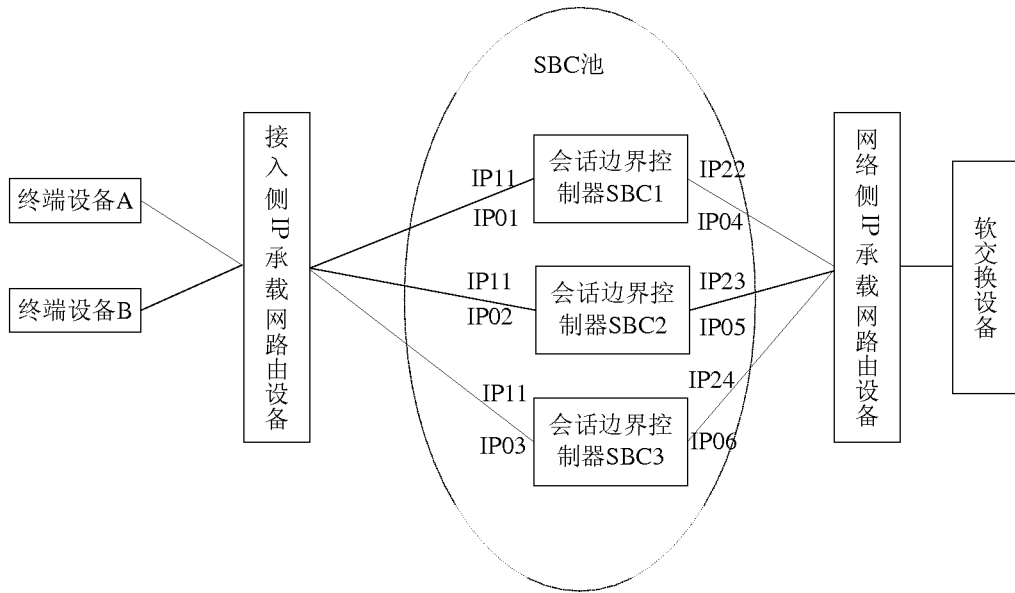 SBC池
终端设备A
终端设备B
接入侧IP承载网路由设备
IP11
IP01
会话边界控
制器SBC1
IP22
IP04
IP11
IP02
会话边界控
制器SBC2
IP23
IP05
IP11
IP03
会话边界控
制器SBC3
IP24
IP06
网络侧IP承载网路由设备
软交换设备